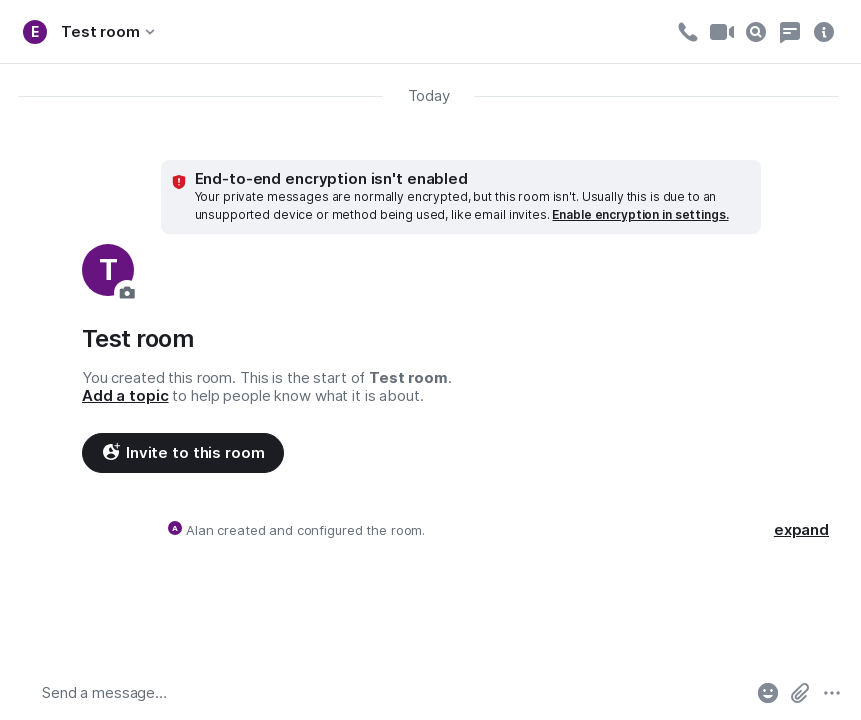 E Test room
Today
End-to-end encryption isn't enabled
Your private messages are normally encrypted, but this room isn't. Usually this is due to an
unsupported device or method being used, like email invites. Enable encryption in settings.
T
Test room
You created this room. This is the start of Test room.
Add a topic to help people know what it is about.
Invite to this room
A Alan created and configured the room. expand
Send a message…